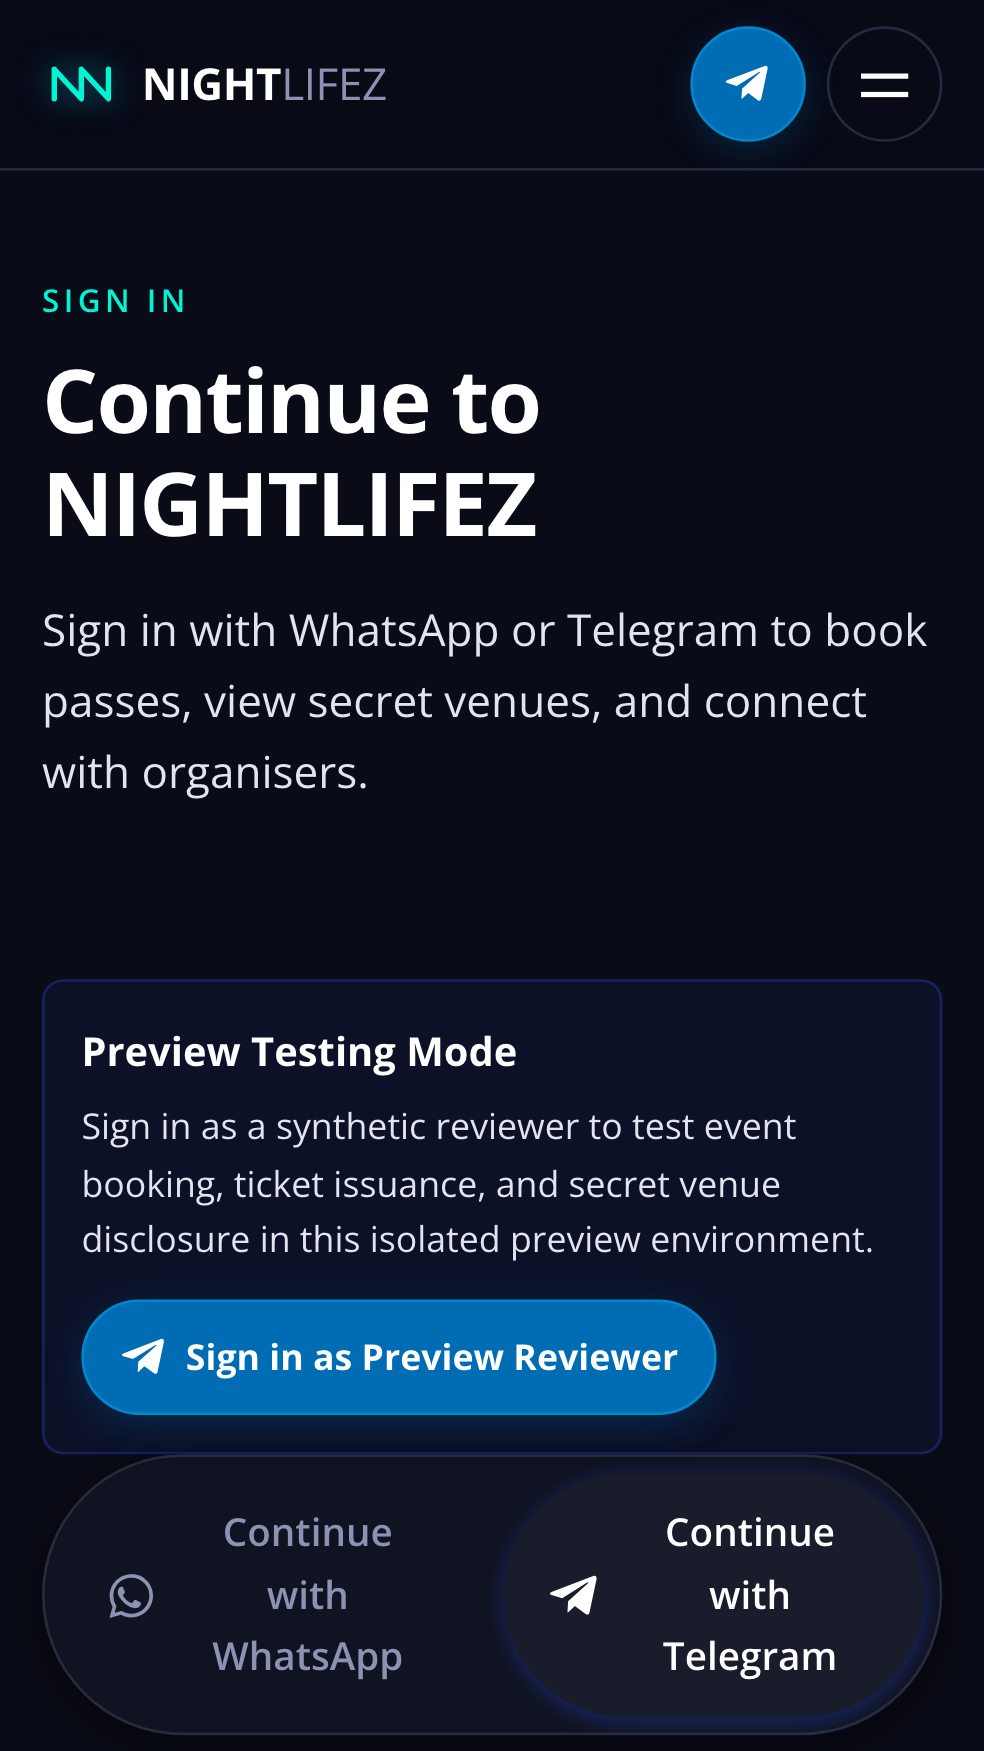 NIGHTLIFEZ
SIGN IN
Continue to
NIGHTLIFEZ
Sign in with WhatsApp or Telegram to book
passes, view secret venues, and connect
with organisers.
Preview Testing Mode
Sign in as a synthetic reviewer to test event
booking, ticket issuance, and secret venue
disclosure in this isolated preview environment.
Sign in as Preview Reviewer
Continue
with
WhatsApp
Continue
with
Telegram